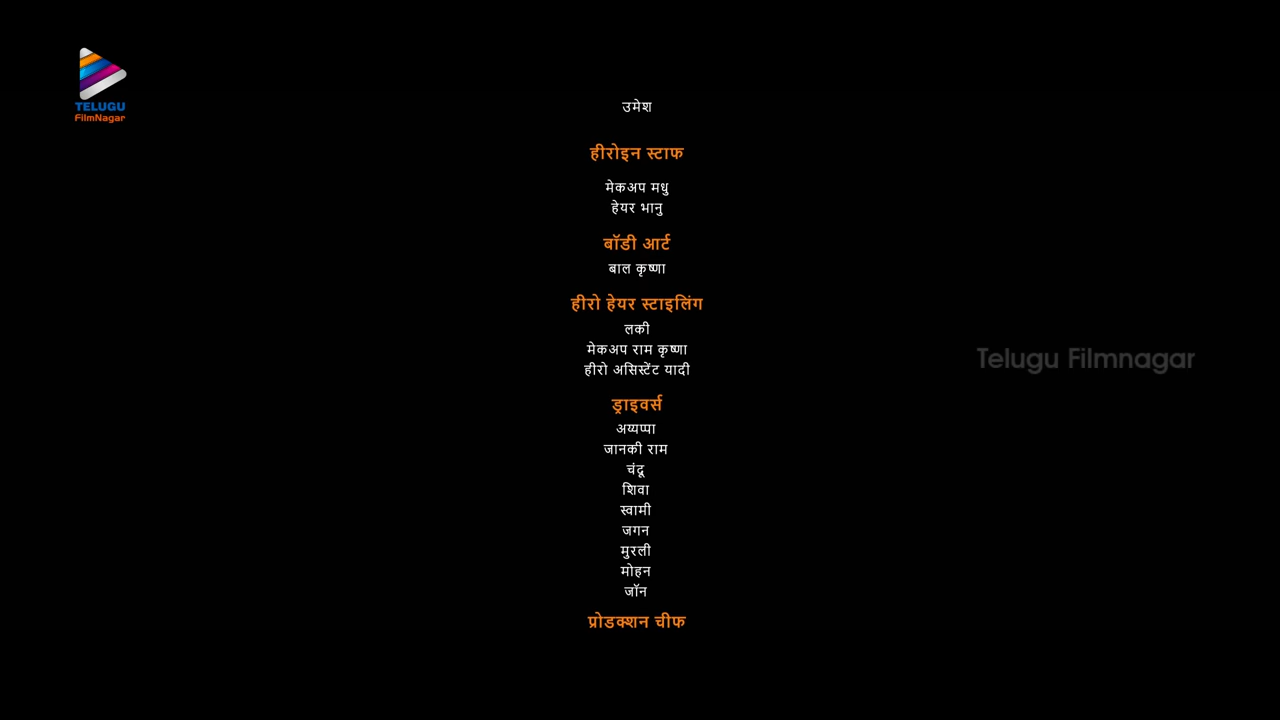 TELUGU
FilmNagar
उमेश
हीरोइन स्टाफ
मेकअप मधु
हेयर भानु
बॉडी आर्ट
बाल कृष्णा
हीरो हेयर स्टाइलिंग
लकी
मेकअप राम कृष्णा
हीरो असिस्टेंट यादी
Telugu Filmnagar
ड्राइवर्स
अय्यप्पा
जानकी राम
चंदू
शिवा
स्वामी
जगन
मुरली
मोहन
जॉन
प्रोडक्शन चीफ